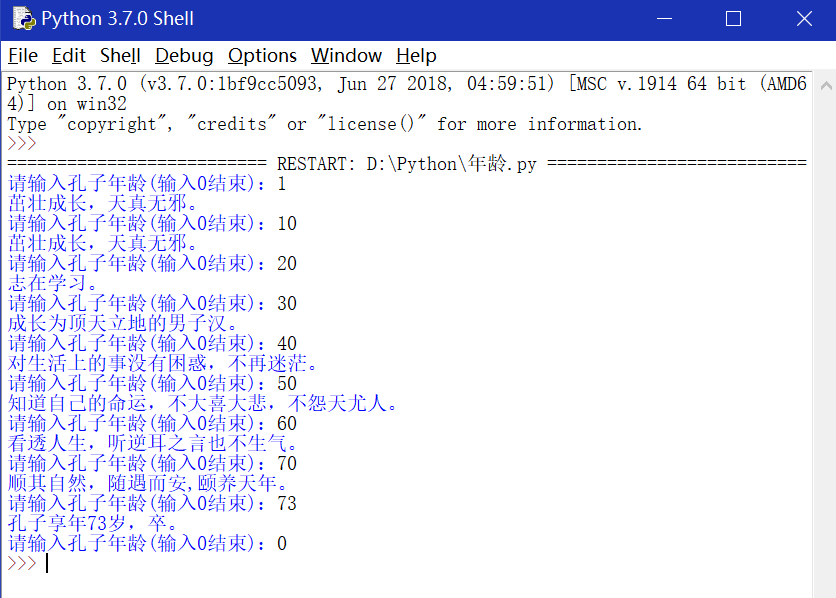 Python 3.7.0 Shell
File Edit Shell Debug Options Window Help
Python 3.7.0 (v3.7.0:1bf9cc5093, Jun 27 2018, 04:59:51) [MSC v.1914 64 bit (AMD6
4)] on win32
Type "copyright", "credits" or "license()" for more information.
>>>
========================== RESTART: D:\Python\年龄.py ==========================
请输入孔子年龄(输入0结束): 1
茁壮成长，天真无邪。
请输入孔子年龄(输入0结束): 10
茁壮成长，天真无邪。
请输入孔子年龄(输入0结束): 20
志在学习。
请输入孔子年龄(输入0结束): 30
成长为顶天立地的男子汉。
请输入孔子年龄(输入0结束): 40
对生活上的事没有困惑，不再迷茫。
请输入孔子年龄(输入0结束): 50
知道自己的命运，不大喜大悲，不怨天尤人。
请输入孔子年龄(输入0结束): 60
看透人生，听逆耳之言也不生气。
请输入孔子年龄(输入0结束): 70
顺其自然，随遇而安,颐养天年。
请输入孔子年龄(输入0结束): 73
孔子享年73岁，卒。
请输入孔子年龄(输入0结束): 0
>>>